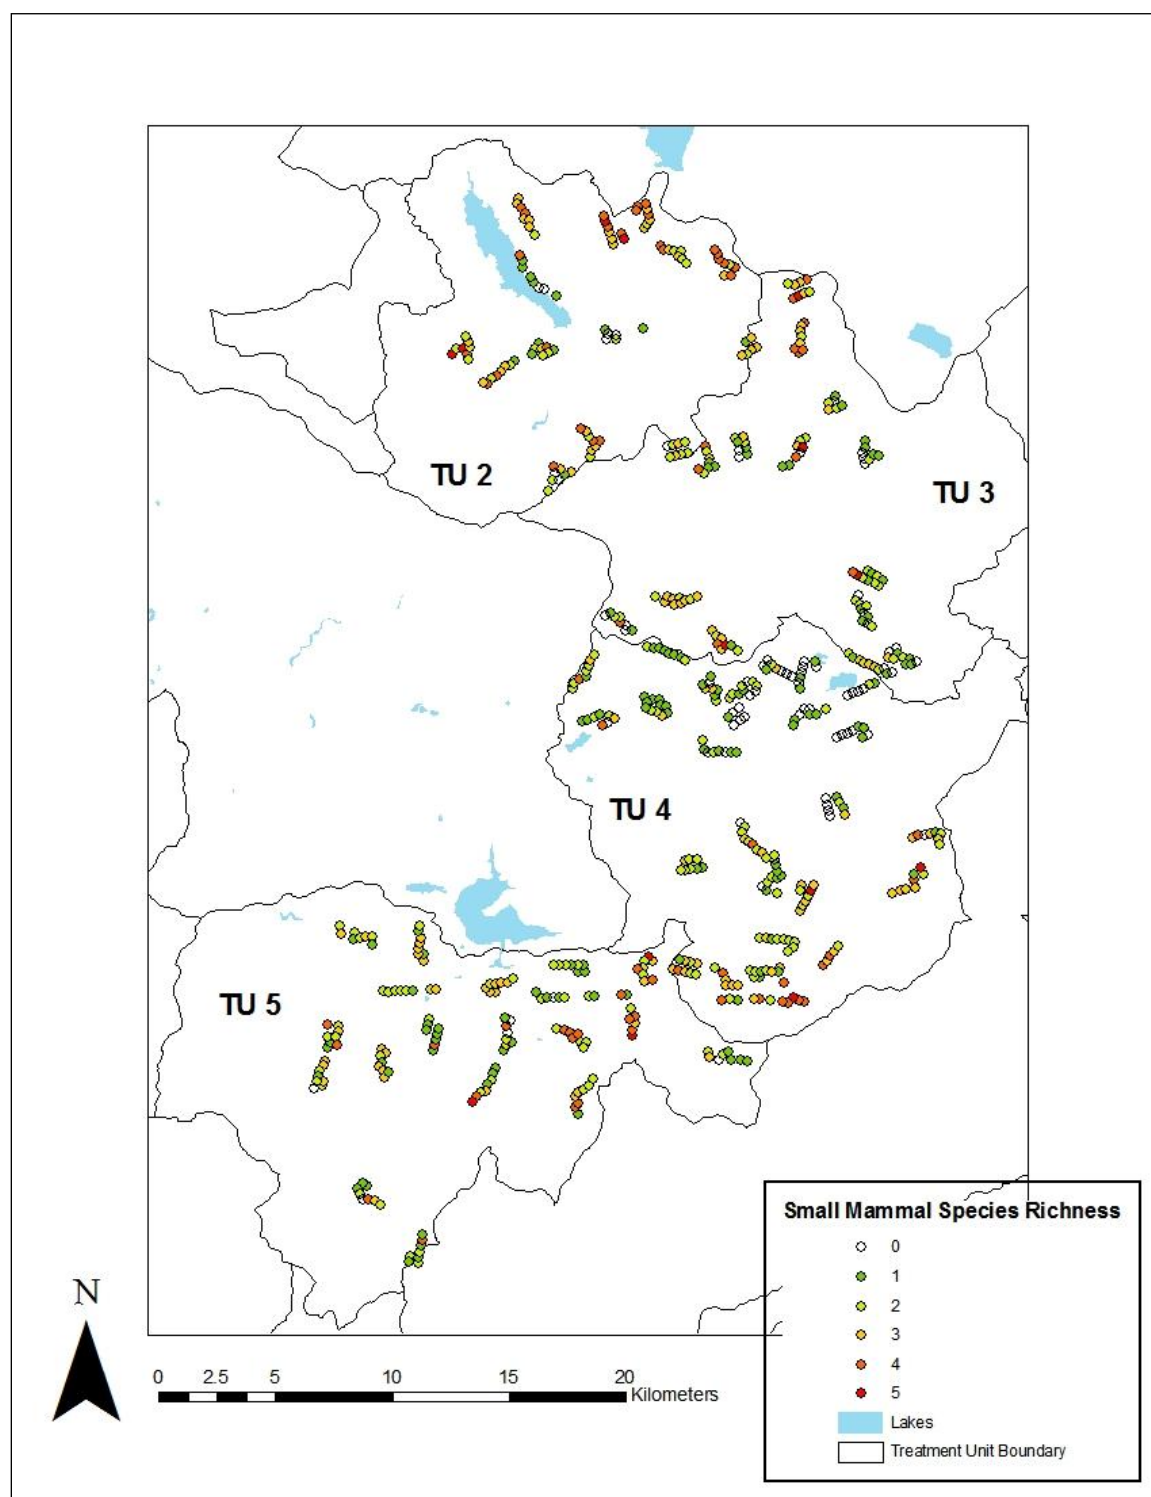 TU 2
TU 3
TU 4
TU 5
Small Mammal Species Richness
0
1
2
3
4
5
Lakes
Treatment Unit Boundary
N
0 2.5 5 10 15 20
Kilometers